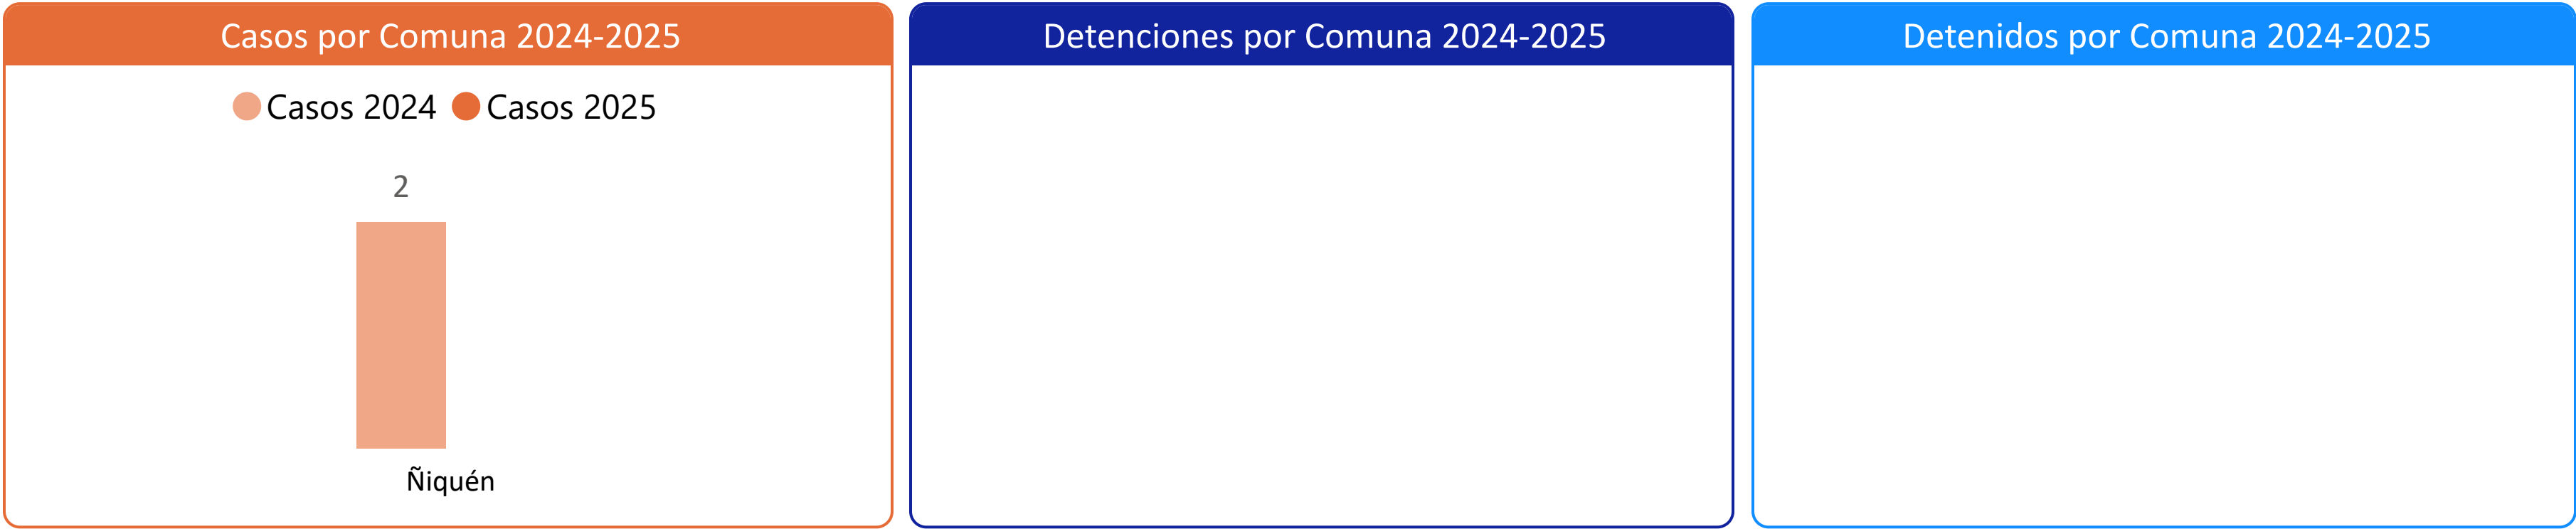 Casos por Comuna 2024-2025
Casos 2024 Casos 2025
2
Ñiquén
Detenciones por Comuna 2024-2025
Detenidos por Comuna 2024-2025